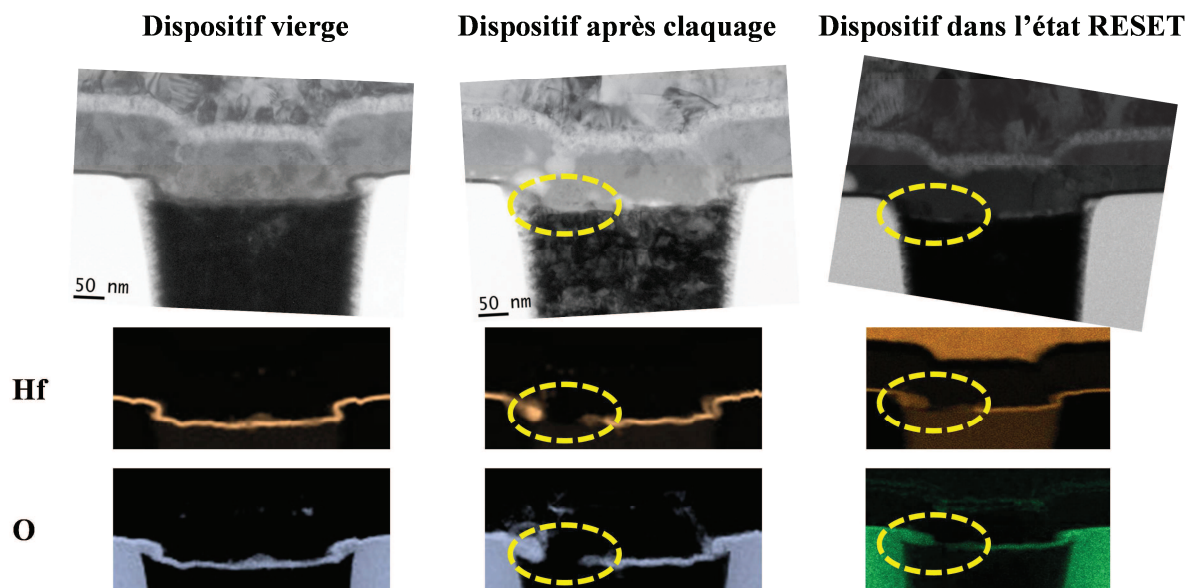 Dispositif vierge
Dispositif après claquage
Dispositif dans l’état RESET
50 nm
50 nm
Hf
O